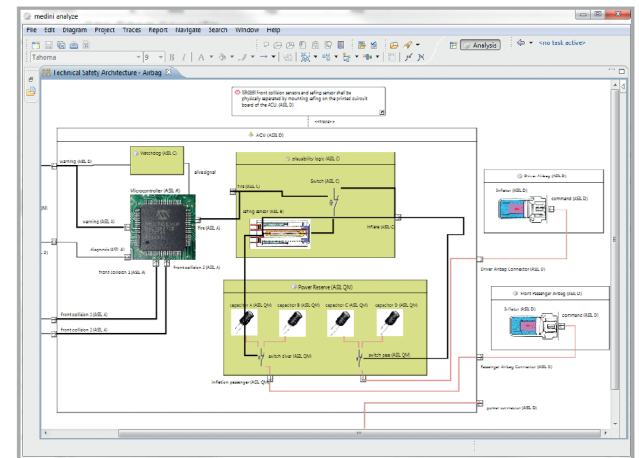 medini analyze
File Edit Diagram Project Traces Report Navigate Search Window Help
Analysis
<no task active>
Tahoma
9
B I A
Technical Safety Architecture - Airbag
front collision sensors and safing sensor shall be
physically separated by mounting safing on the printed
board of the ACU. (ASIL D)
<<trace>>
ACU (ASIL D)
Watchdog (ASIL C)
warning (ASIL D)
alivesignal
Microcontroller (ASIL A)
warning (ASIL A)
diagnosis (ASIL A)
fire (ASIL A)
front collision 1 (ASIL A)
front collision 2 (ASIL A)
front collision 1 (ASIL A)
front collision 2 (ASIL A)
plausibility logic (ASIL C)
Switch (ASIL C)
fire (ASIL C)
safing sensor (ASIL B)
inflate (ASIL C)
Power Reserve (ASIL QM)
capacitor A (ASIL QM)
capacitor B (ASIL QM)
capacitor C (ASIL QM)
capacitor D (ASIL QM)
switch driver (ASIL QM)
switch pass (ASIL QM)
inflation passenger (ASIL QM)
Driver Airbag (ASIL D)
Inflator (ASIL D)
command (ASIL D)
Driver Airbag Connector (ASIL D)
Front Passenger Airbag (ASIL D)
Inflator (ASIL D)
command (ASIL D)
Passenger Airbag Connector (ASIL D)
power connector (ASIL D)